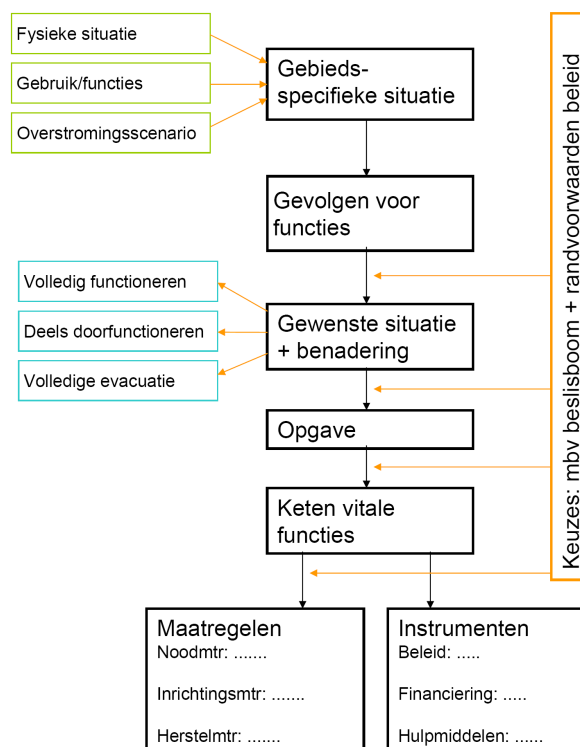 Fysieke situatie
Gebruik/functies
Overstromingsscenario
Gebieds-
specifieke situatie
Gevolgen voor
functies
Volledig functioneren
Deels doorfunctioneren
Volledige evacuatie
Gewenste situatie
+ benadering
Opgave
Keten vitale
functies
Maatregelen
Noodmtr: .......
Inrichtingsmtr: .......
Herstelmtr: .......
Instrumenten
Beleid: .....
Financiering: .....
Hulpmiddelen: ......
Keuzes: mbv beslisboom + randvoorwaarden beleid